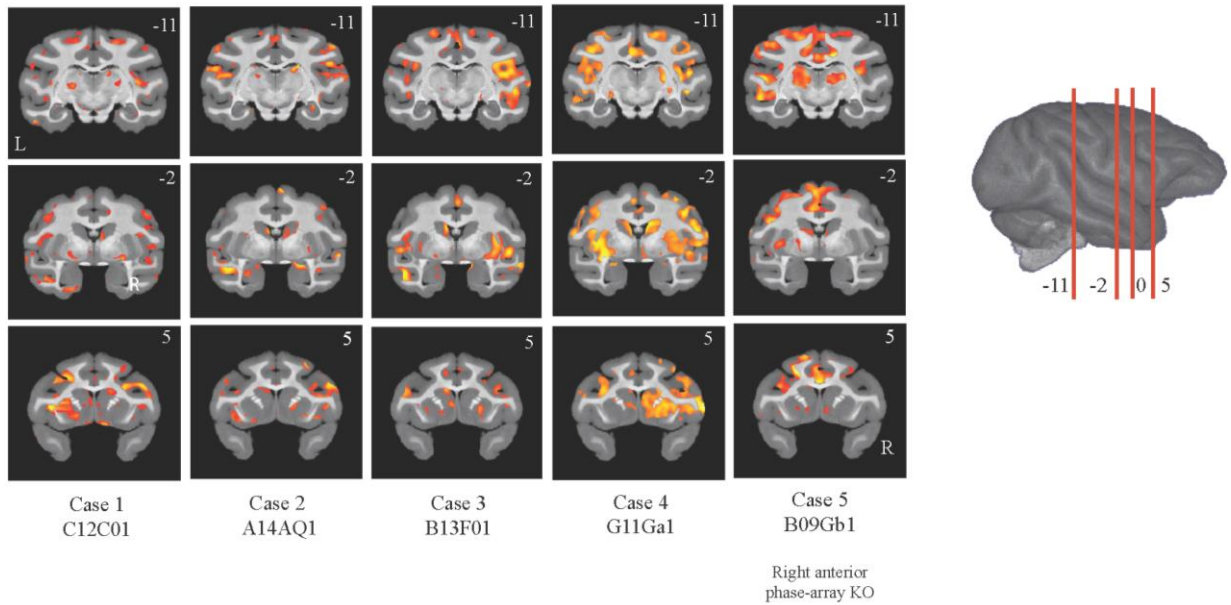 -11 -11 -11 -11 -11
L
-2 -2 -2 -2 -2
R
5 5 5 5 5
R
-11 -2 0 5
Case 1 Case 2 Case 3 Case 4 Case 5
C12C01 A14AQ1 B13F01 G11Ga1 B09Gb1
Right anterior
phase-array KO